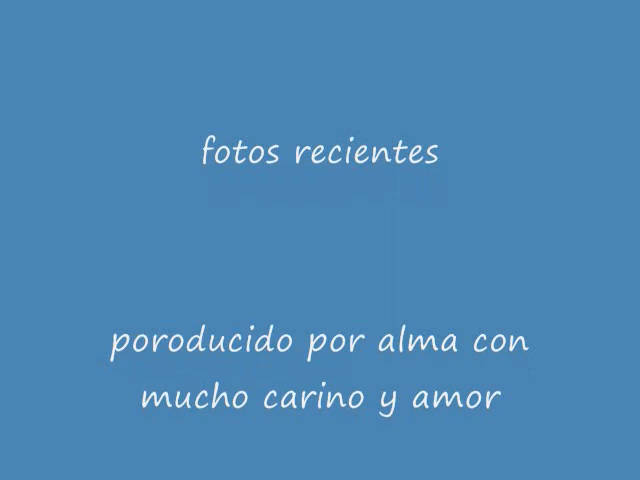 fotos recientes
poroducido por alma con
mucho carino y amor